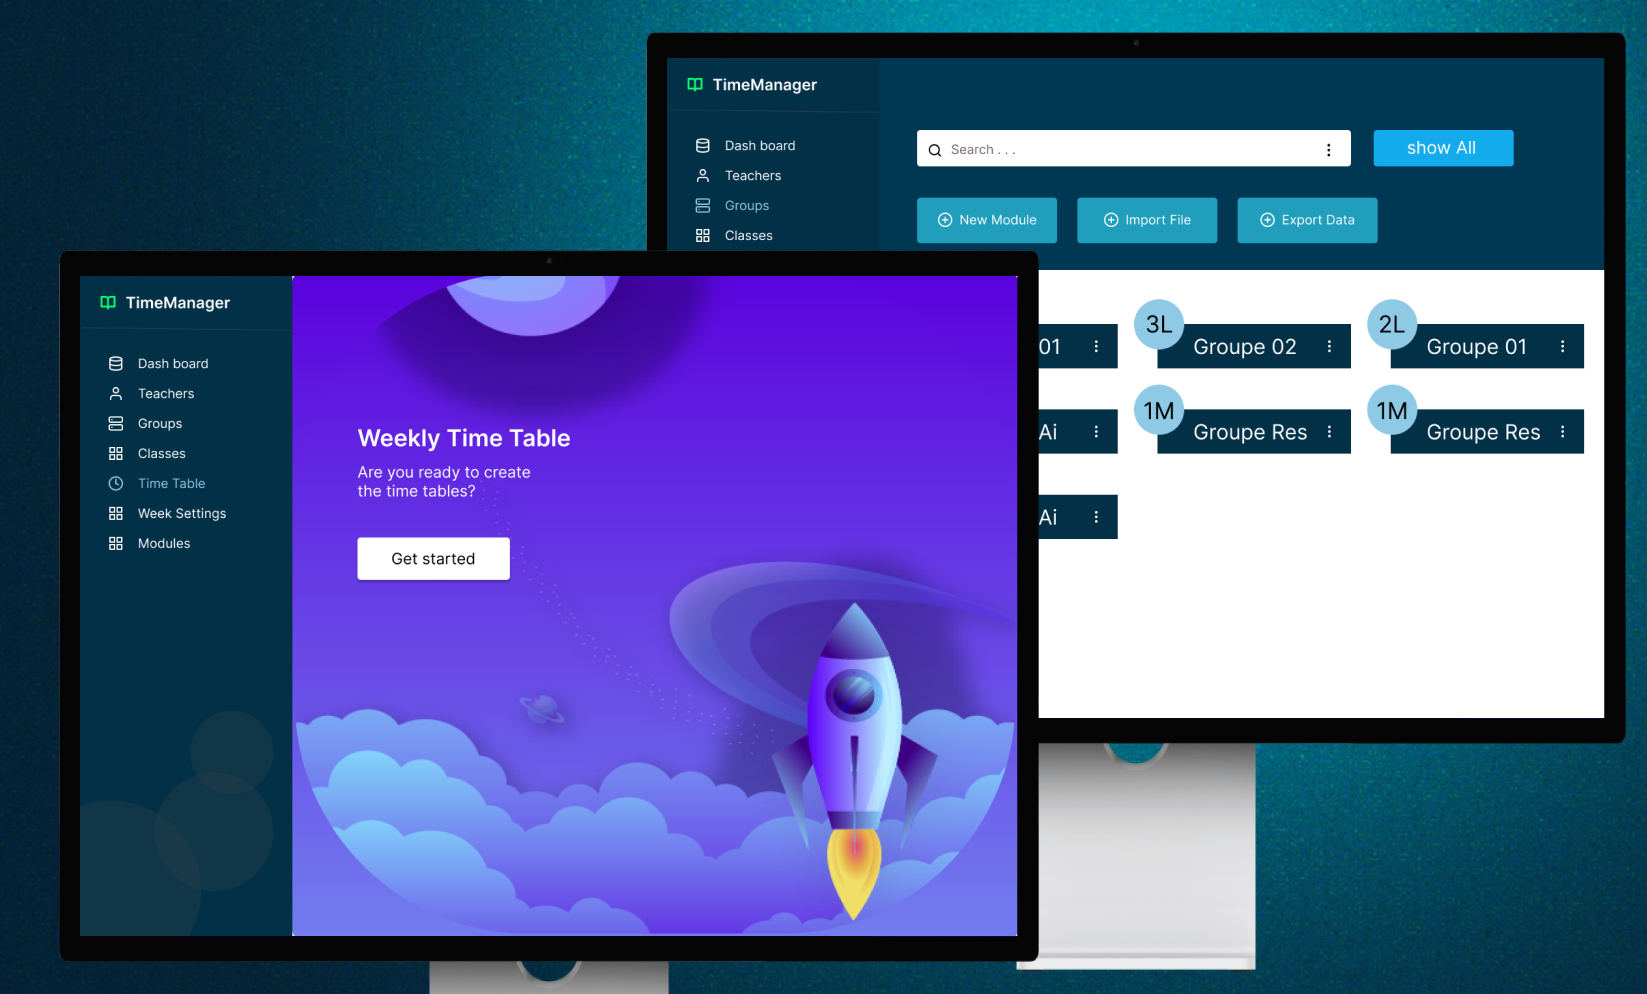 TimeManager
Dash board
Teachers
Groups
Classes
Search . . .
show All
New Module
Import File
Export Data
01
3L
Groupe 02
2L
Groupe 01
Ai
1M
Groupe Res
1M
Groupe Res
Ai
TimeManager
Dash board
Teachers
Groups
Classes
Time Table
Week Settings
Modules
Weekly Time Table
Are you ready to create
the time tables?
Get started